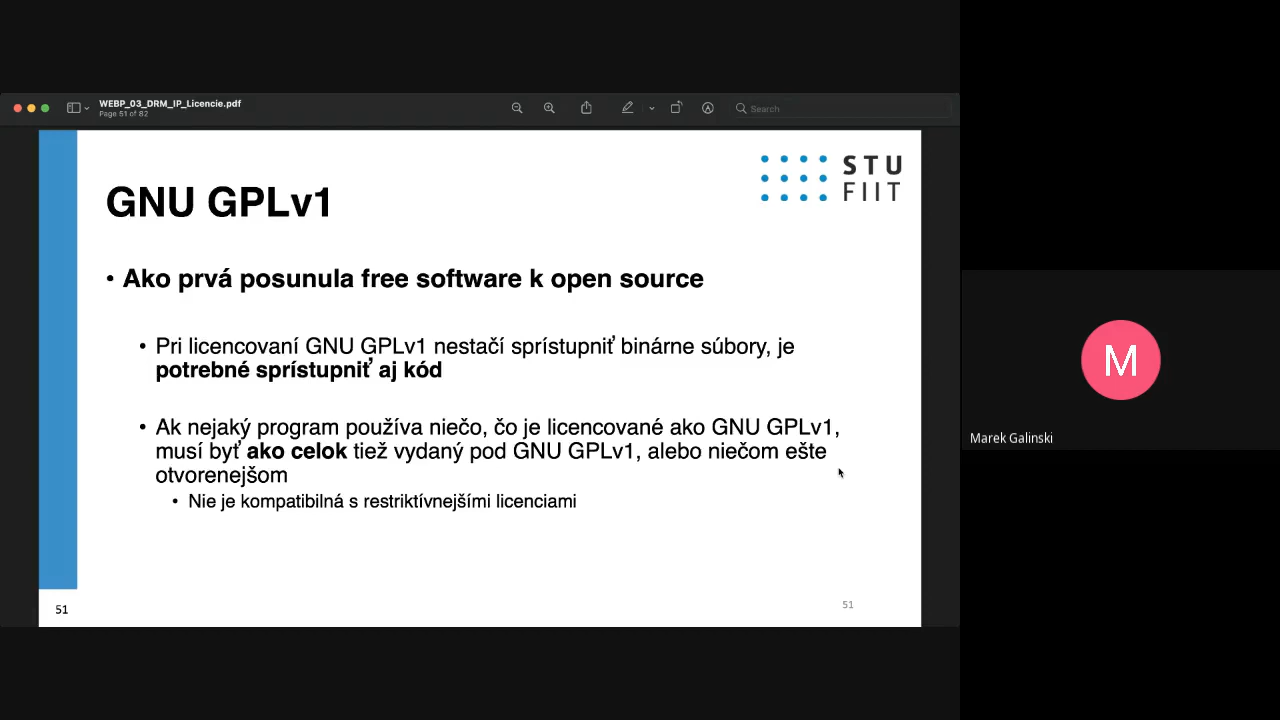 WEBP_03_DRM_IP_Licencie.pdf
Page 51 of 82
Search
STU
FIIT
GNU GPLv1
• Ako prvá posunula free software k open source
• Pri licencovaní GNU GPLv1 nestačí sprístupniť binárne súbory, je
potrebné sprístupniť aj kód
• Ak nejaký program používa niečo, čo je licencované ako GNU GPLv1,
musí byť ako celok tiež vydaný pod GNU GPLv1, alebo niečom ešte
otvorenejšom
• Nie je kompatibilná s restriktívnejšími licenciami
51
51
M
Marek Galinski